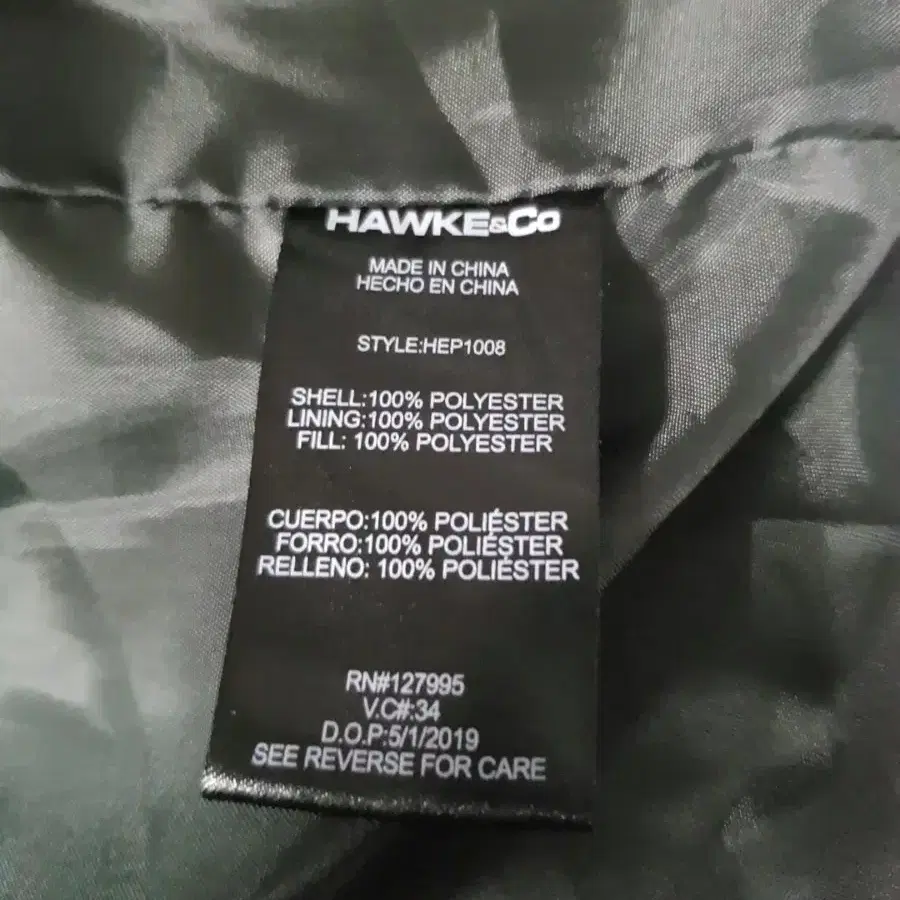 HAWKE&CO
MADE IN CHINA
HECHO EN CHINA
STYLE:HEP1008
SHELL:100% POLYESTER
LINING:100% POLYESTER
FILL: 100% POLYESTER
CUERPO:100% POLIÉSTER
FORRO:100% POLIÉSTER
RELLENO: 100% POLIÉSTER
RN#127995
V.C#:34
D.O.P:5/1/2019
SEE REVERSE FOR CARE